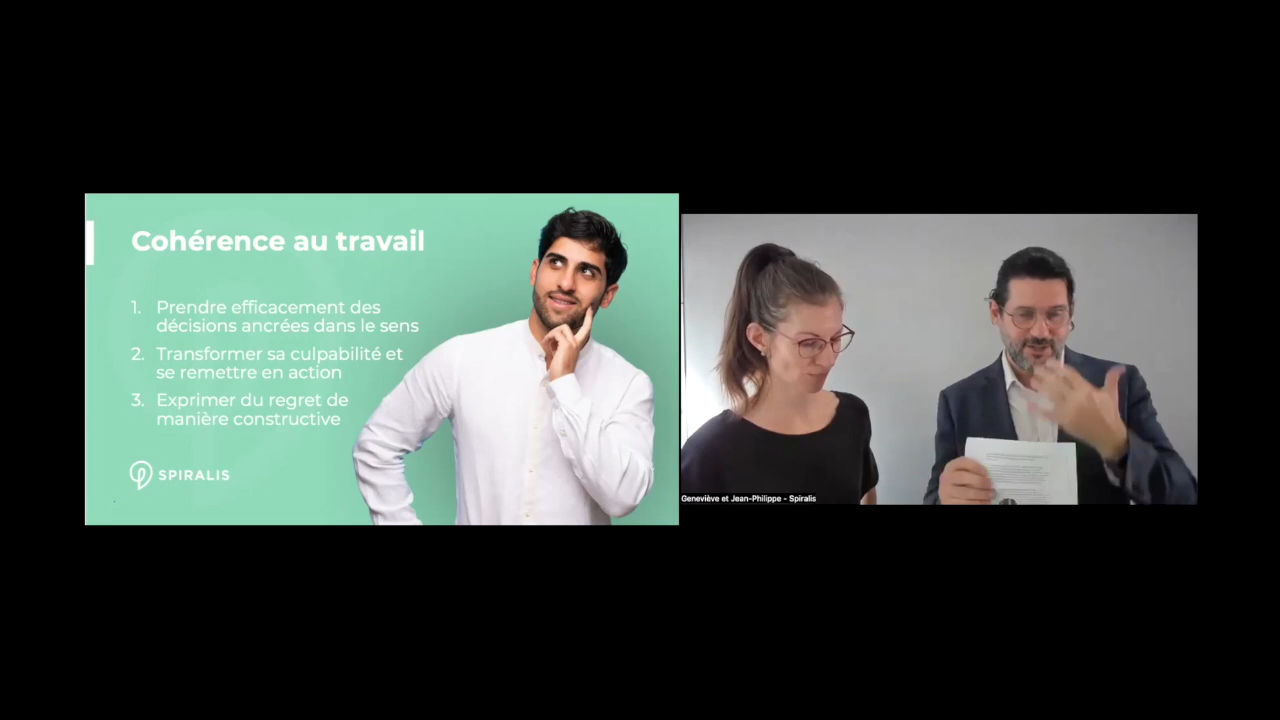 Cohérence au travail
1. Prendre efficacement des
décisions ancrées dans le sens
2. Transformer sa culpabilité et
se remettre en action
3. Exprimer du regret de
manière constructive
SPIRALIS
Geneviève et Jean-Philippe - Spiralis